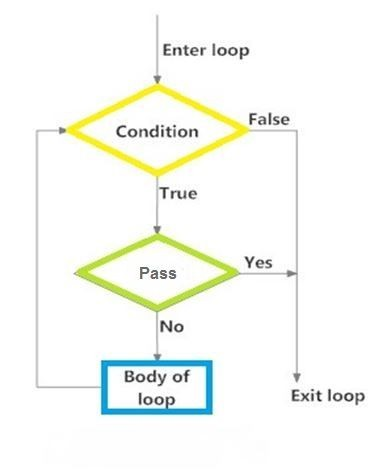 Enter loop
Condition
False
True
Pass
Yes
No
Body of
loop
Exit loop